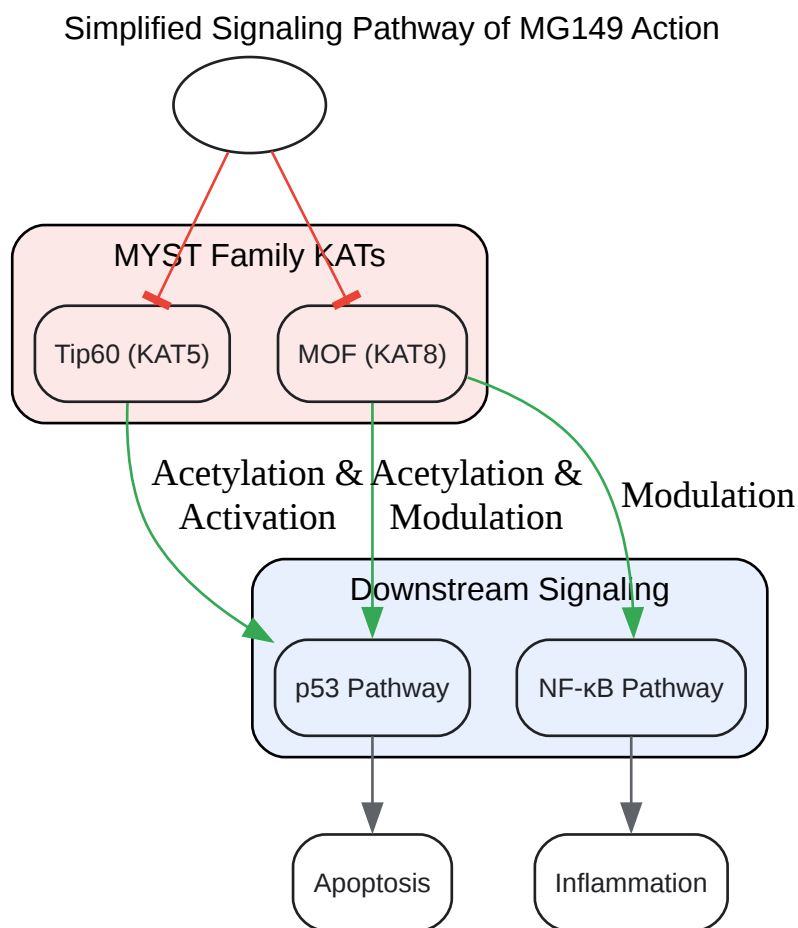 Simplified Signaling Pathway of MG149 Action
MYST Family KATs
Tip60 (KAT5)
MOF (KAT8)
Acetylation &
Activation
Acetylation &
Modulation
Modulation
Downstream Signaling
p53 Pathway
NF-κB Pathway
Apoptosis
Inflammation